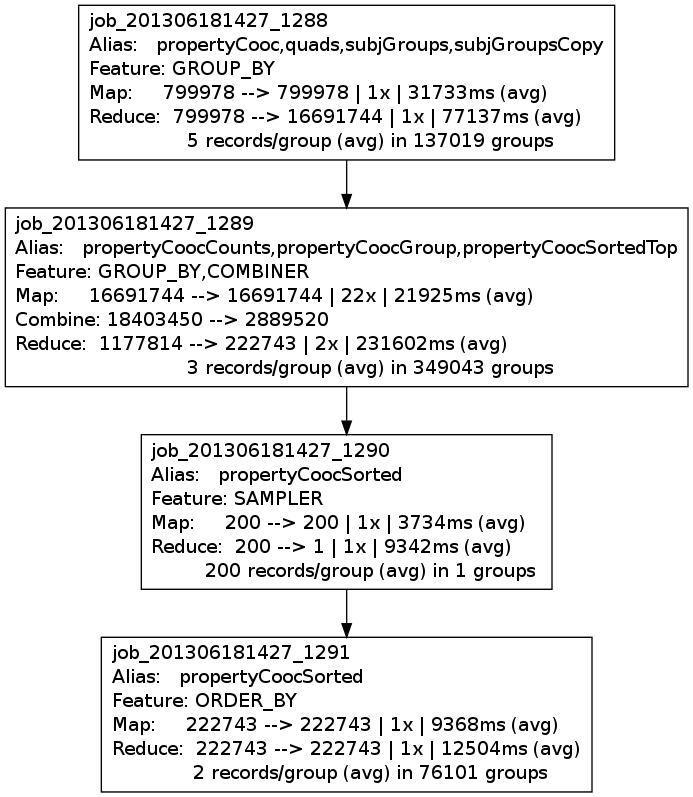 job_201306181427_1288
Alias: propertyCooc,quads,subjGroups,subjGroupsCopy
Feature: GROUP_BY
Map: 799978 --> 799978 | 1x | 31733ms (avg)
Reduce: 799978 --> 16691744 | 1x | 77137ms (avg)
5 records/group (avg) in 137019 groups
job_201306181427_1289
Alias: propertyCoocCounts,propertyCoocGroup,propertyCoocSortedTop
Feature: GROUP_BY,COMBINER
Map: 16691744 --> 16691744 | 22x | 21925ms (avg)
Combine: 18403450 --> 2889520
Reduce: 1177814 --> 222743 | 2x | 231602ms (avg)
3 records/group (avg) in 349043 groups
job_201306181427_1290
Alias: propertyCoocSorted
Feature: SAMPLER
Map: 200 --> 200 | 1x | 3734ms (avg)
Reduce: 200 --> 1 | 1x | 9342ms (avg)
200 records/group (avg) in 1 groups
job_201306181427_1291
Alias: propertyCoocSorted
Feature: ORDER_BY
Map: 222743 --> 222743 | 1x | 9368ms (avg)
Reduce: 222743 --> 222743 | 1x | 12504ms (avg)
2 records/group (avg) in 76101 groups